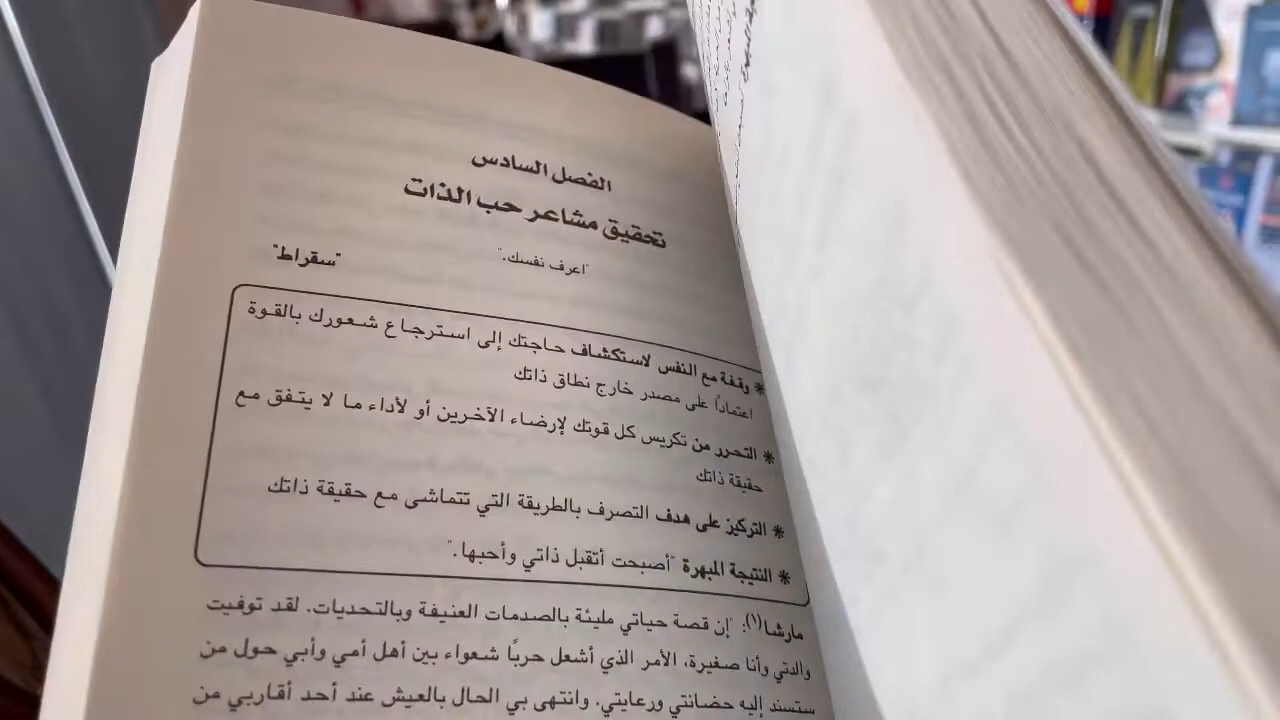 الفصل السادس
تحقيق مشاعر حب الذات
"اعرف نفسك."
"سقراط"
* وقفة مع النفس لاستكشاف حاجتك إلى استرجاع شعورك بالقوة
اعتمادًا على مصدر خارج نطاق ذاتك
* التحرر من تكريس كل قوتك لإرضاء الآخرين أو لأداء ما لا يتفق مع
حقيقة ذاتك
* التركيز على هدف التصرف بالطريقة التي تتماشى مع حقيقة ذاتك
* النتيجة المبهرة "أصبحت أتقبل ذاتي وأحبها."
مارشا(١): "إن قصة حياتي مليئة بالصدمات العنيفة وبالتحديات. لقد توفيت
والدتي وأنا صغيرة، الأمر الذي أشعل حربًا شعواء بين أهل أمي وأبي حول من
ستسند إليه حضانتي ورعايتي. وانتهى بي الحال بالعيش عند أحد أقاربي من